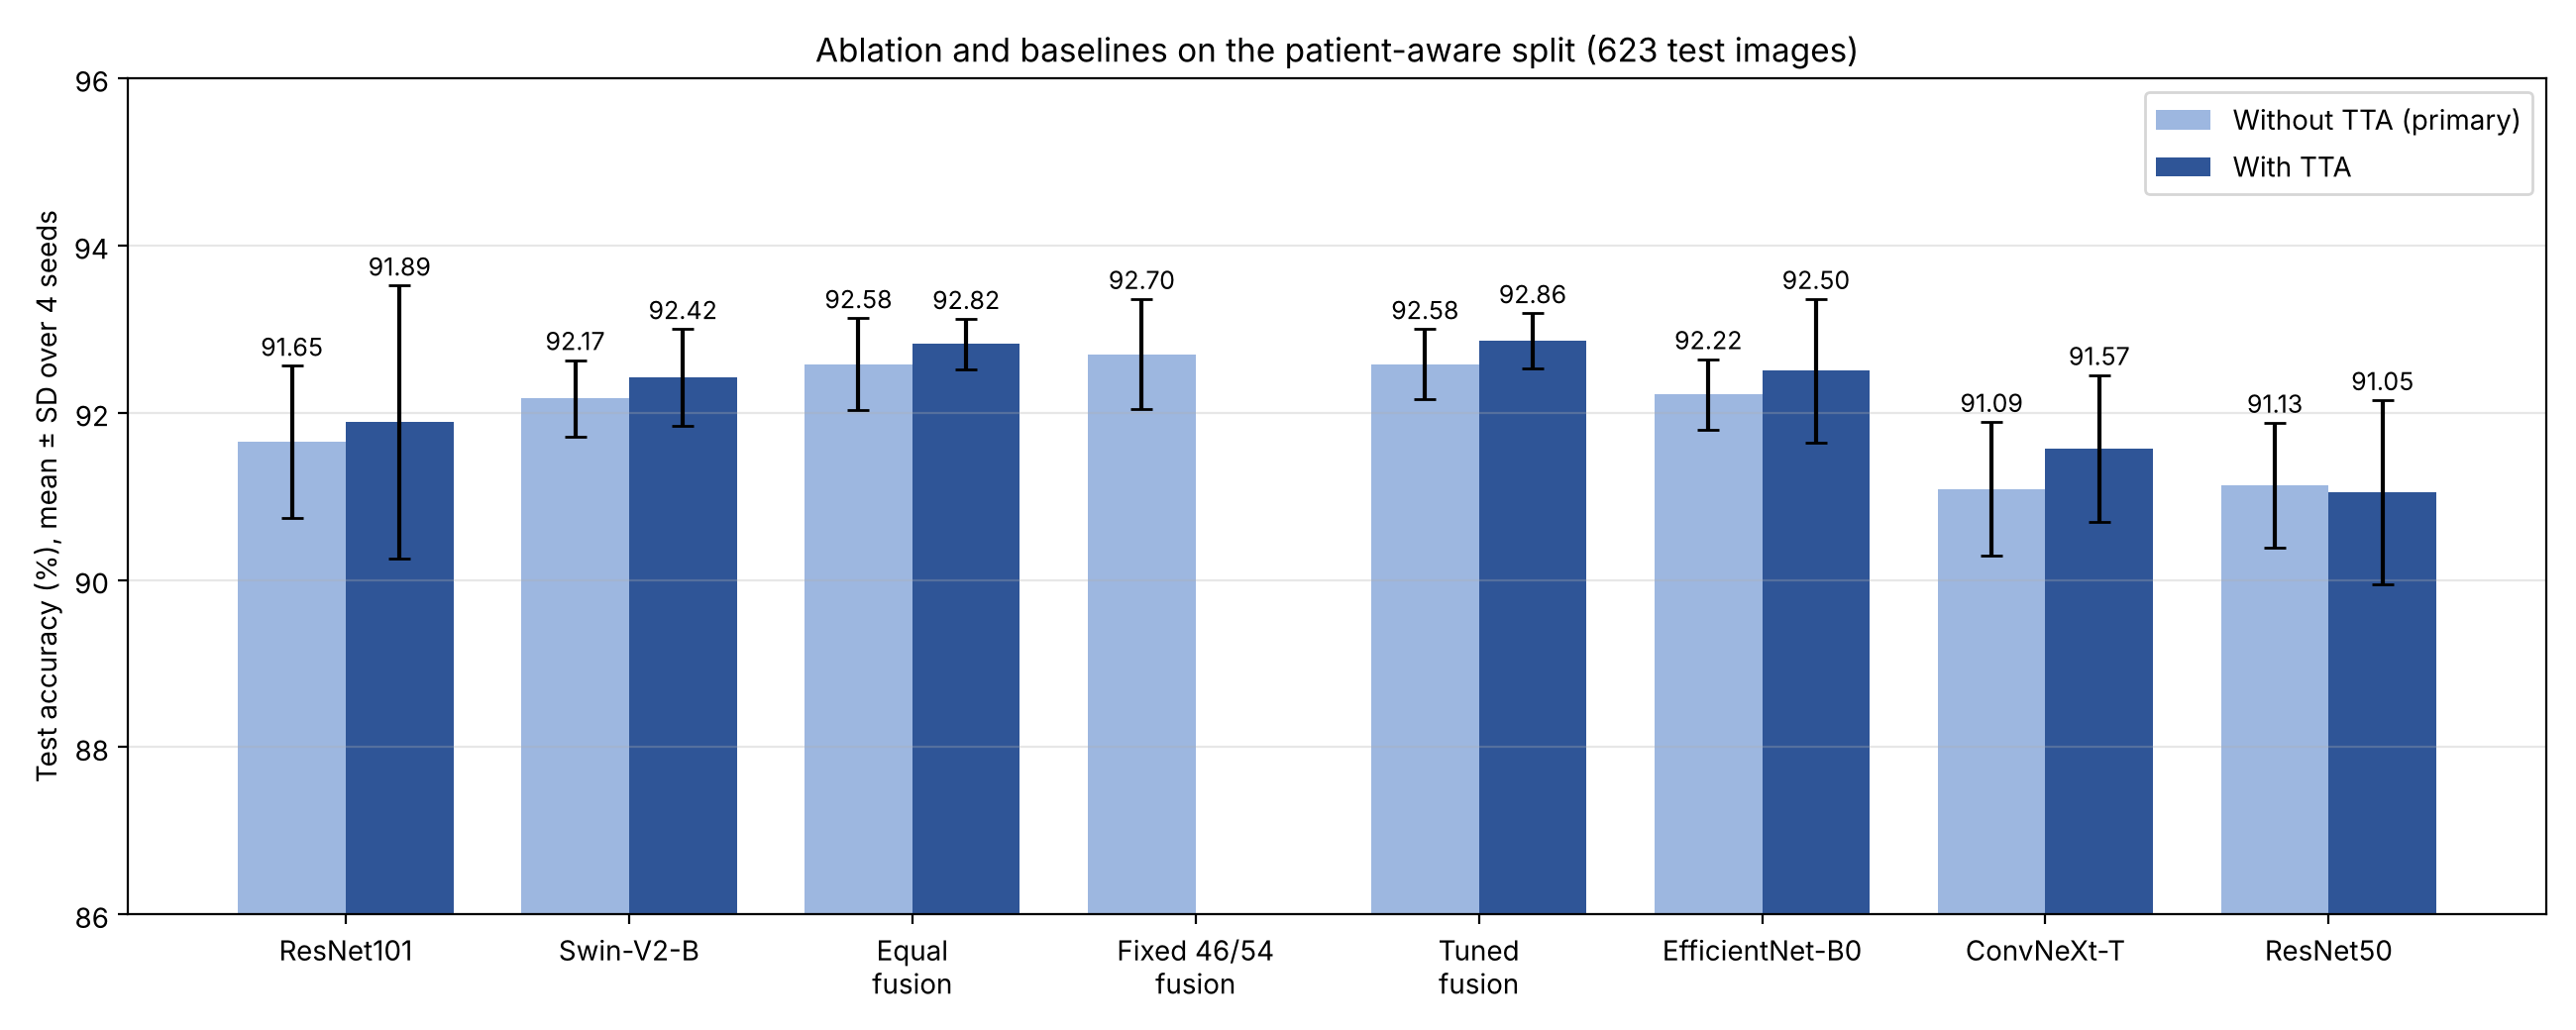 Ablation and baselines on the patient-aware split (623 test images)
Test accuracy (%), mean ± SD over 4 seeds
96
94
92
90
88
86
Without TTA (primary)
With TTA
91.65
91.89
92.17
92.42
92.58
92.82
92.70
92.58
92.86
92.22
92.50
91.09
91.57
91.13
91.05
ResNet101
Swin-V2-B
Equal
fusion
Fixed 46/54
fusion
Tuned
fusion
EfficientNet-B0
ConvNeXt-T
ResNet50